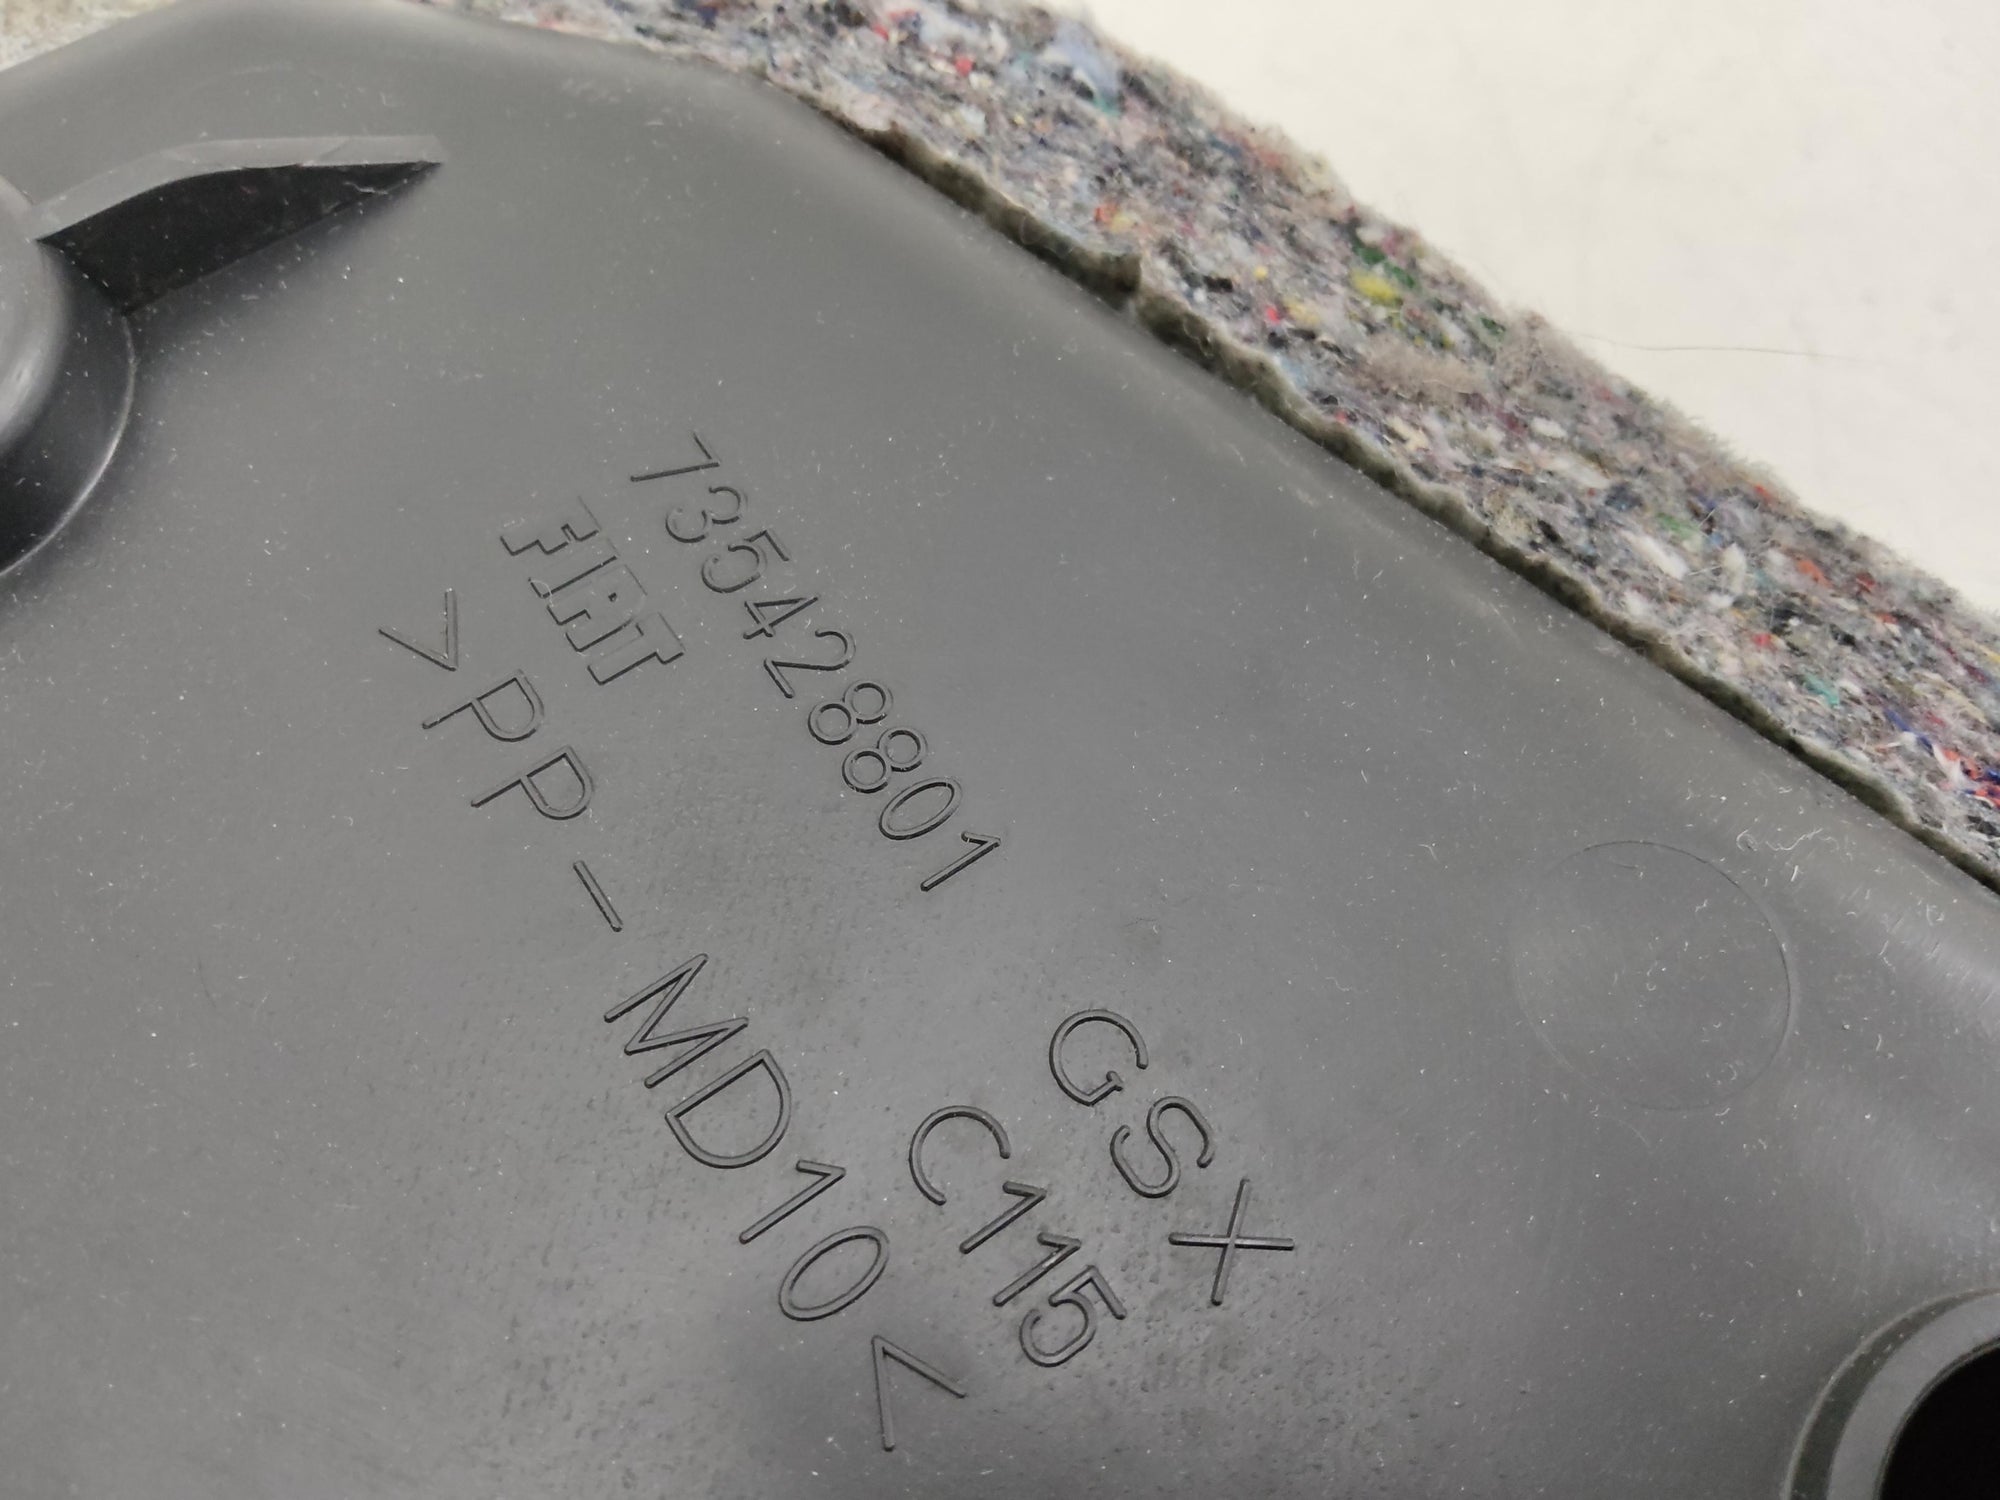 735428801
FIAT
>PP-MD10<
GSX
C115